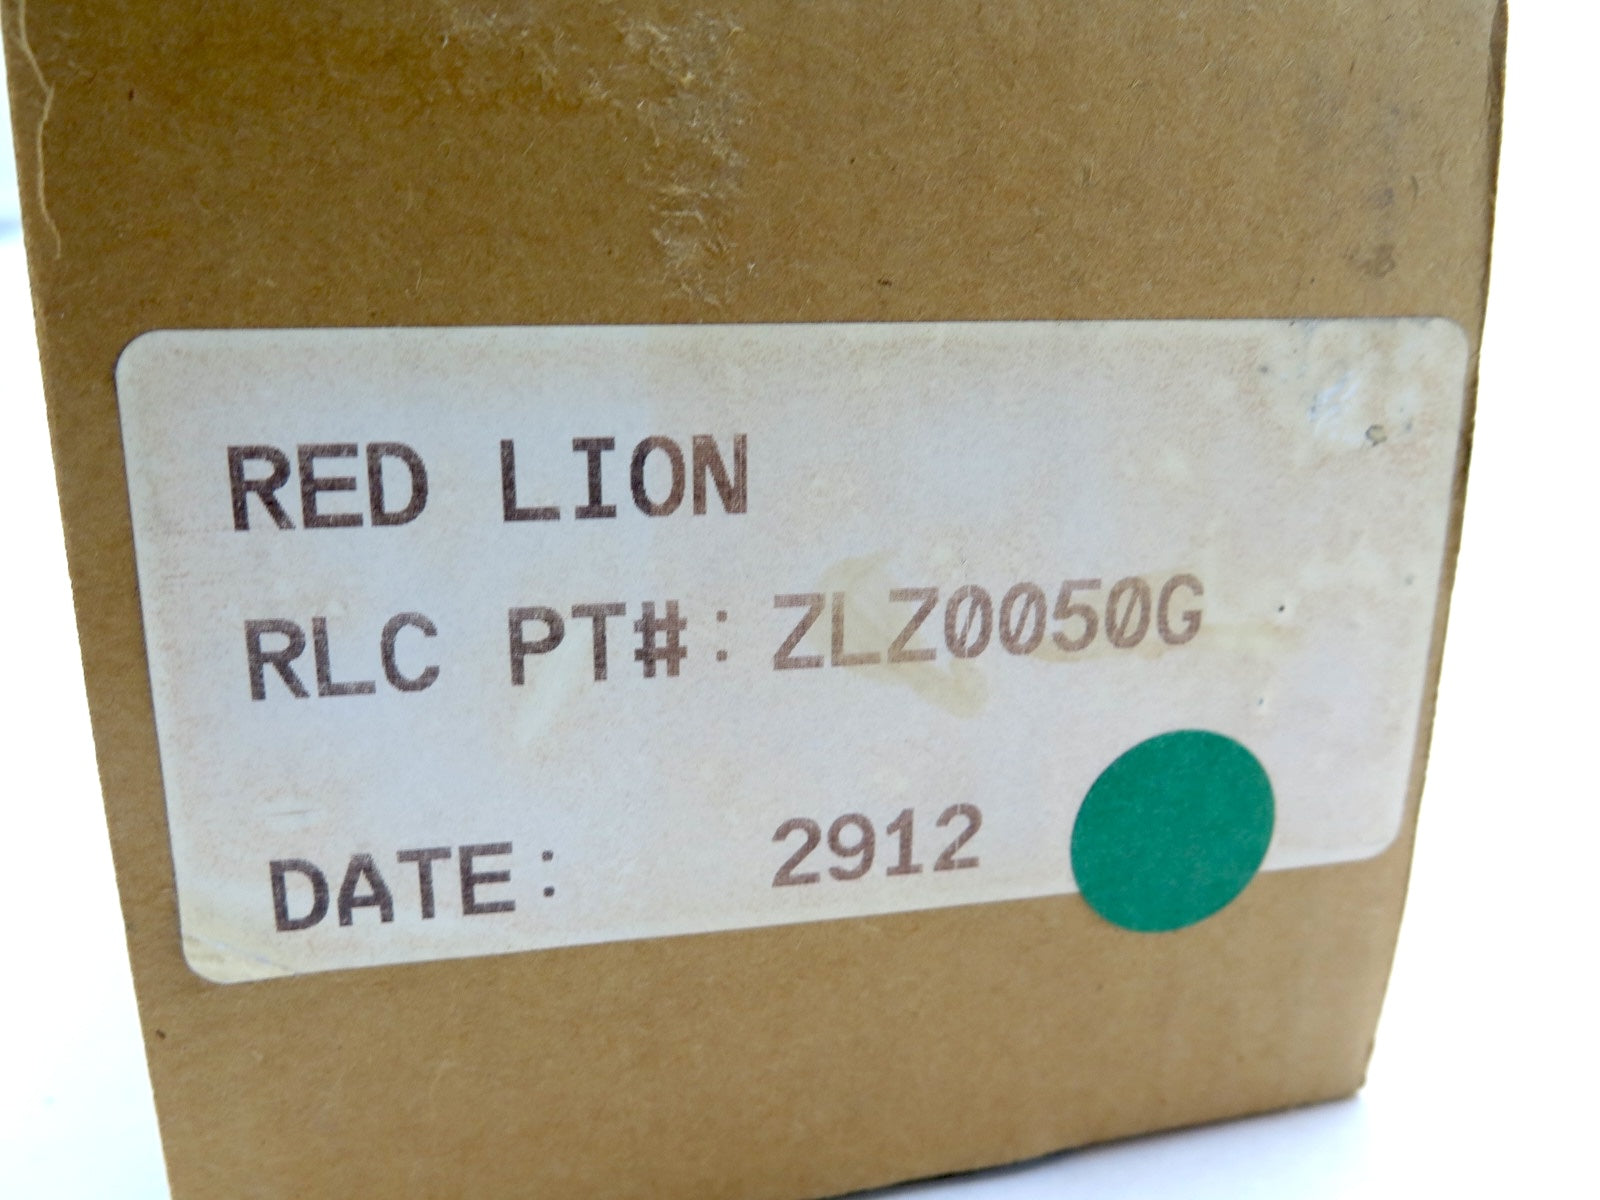 RED LION
RLC PT#: ZLZ0050G
DATE: 2912